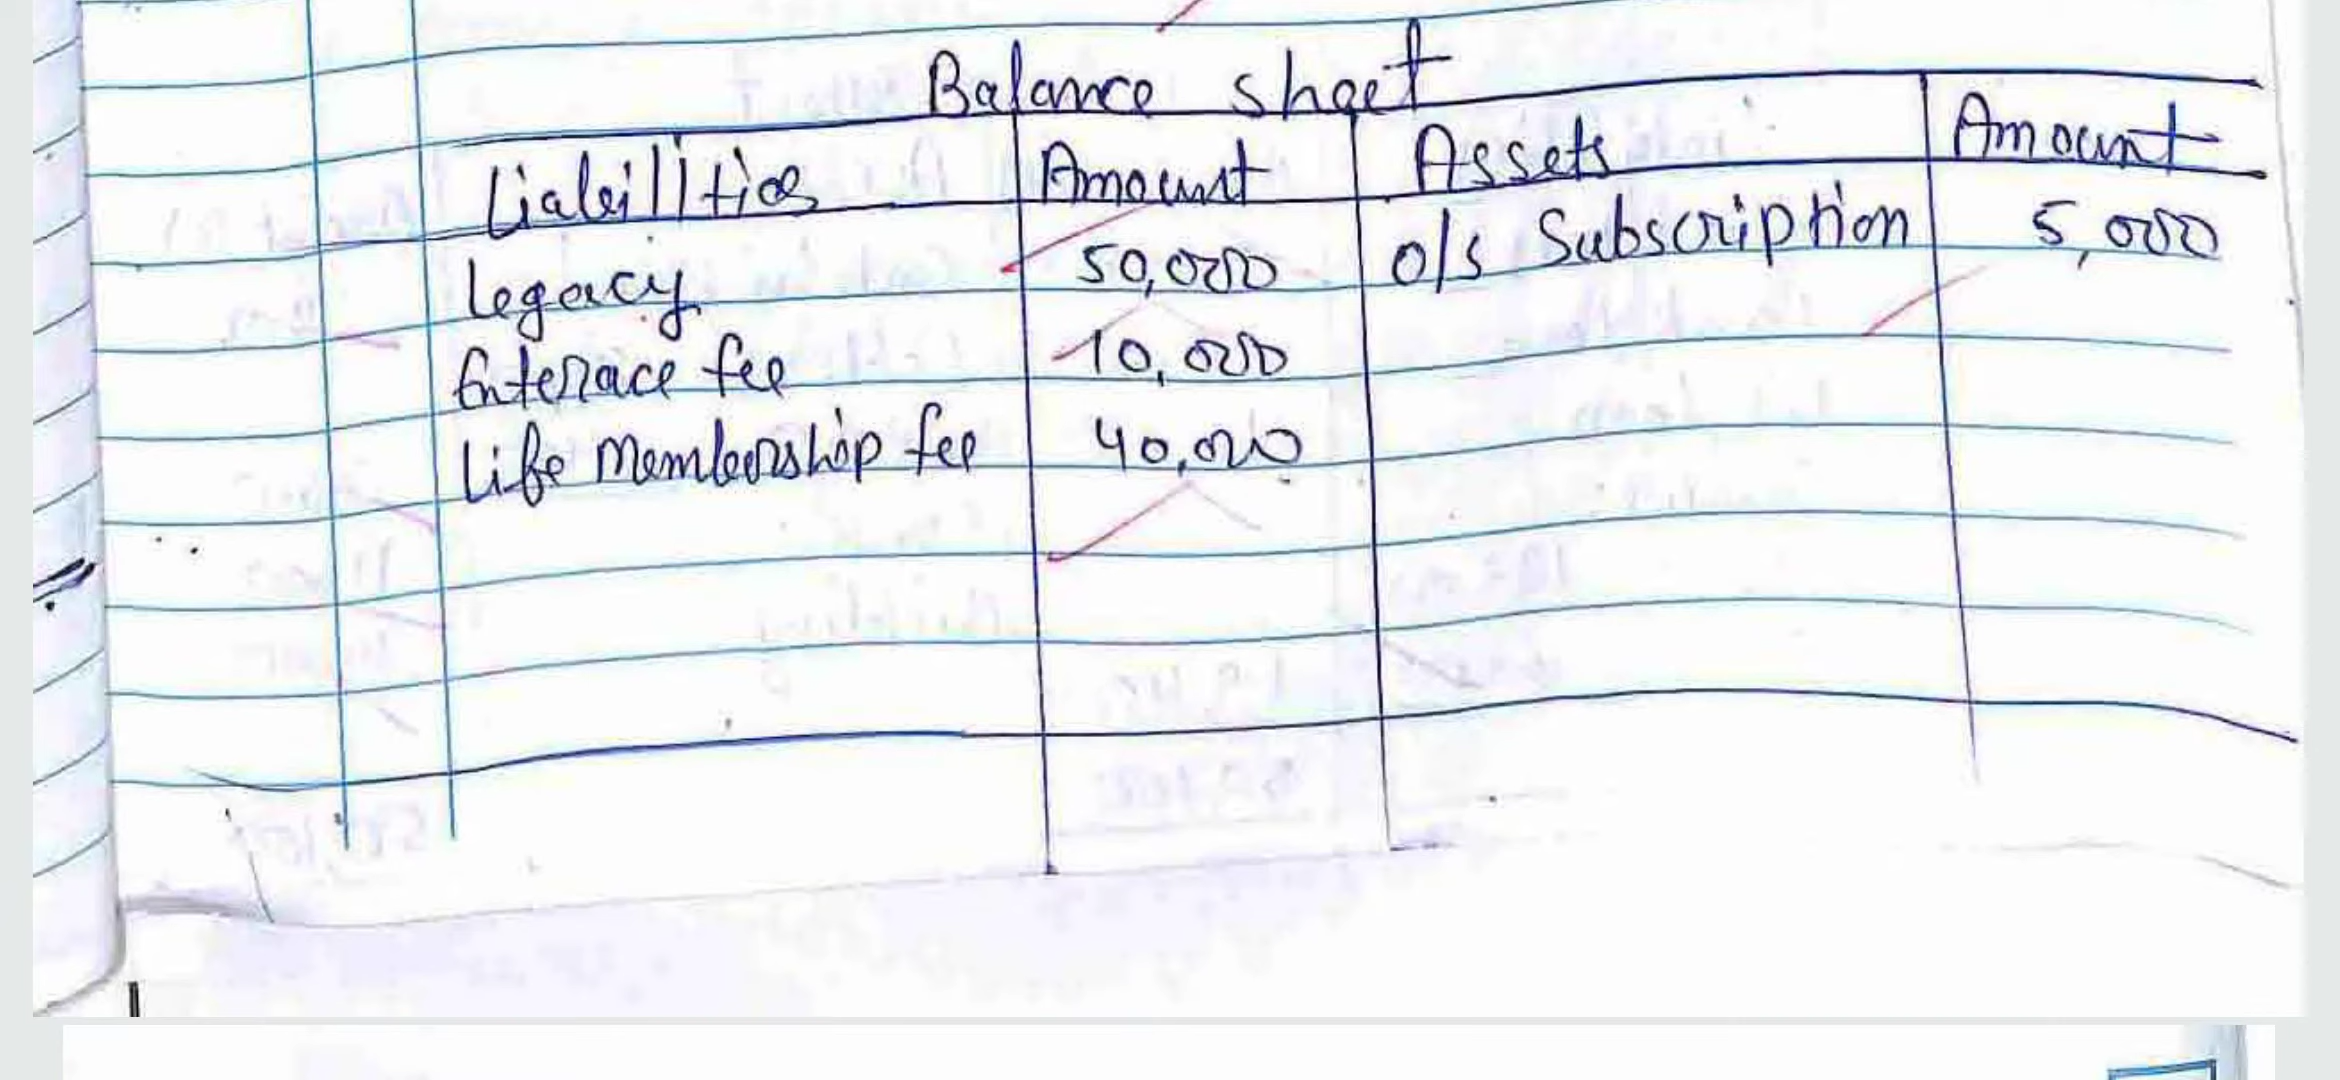 Balance sheet
Liabilities Amount Assets Amount
Legacy 50,000 o/s Subscription 5,000
Enterace fee 10,000
Life Membership fee 40,000